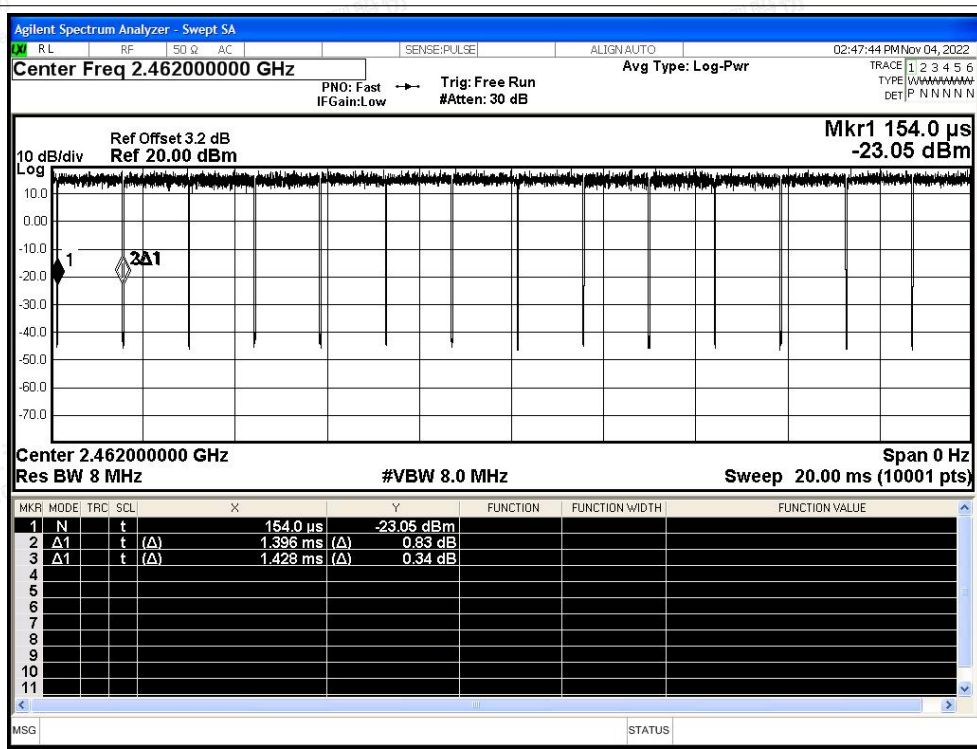 Agilent Spectrum Analyzer - Swept SA
LXI RL RF 50 Ω AC SENSE:PULSE ALIGN AUTO 02:47:44 PM Nov 04, 2022
Center Freq 2.462000000 GHz Avg Type: Log-Pwr TRACE 1 2 3 4 5 6
PNO: Fast Trig: Free Run TYPE
IFGain:Low #Atten: 30 dB DET P N N N N N
Mkr1 154.0 µs
Ref Offset 3.2 dB
10 dB/div Ref 20.00 dBm -23.05 dBm
Log
10.0
0.00
-10.0
1 3Δ1
-20.0
-30.0
-40.0
-50.0
-60.0
-70.0
Center 2.462000000 GHz Span 0 Hz
Res BW 8 MHz #VBW 8.0 MHz Sweep 20.00 ms (10001 pts)
MKR MODE TRC SCL X Y FUNCTION FUNCTION WIDTH FUNCTION VALUE
1 N t 154.0 µs -23.05 dBm
2 Δ1 t (Δ) 1.396 ms (Δ) 0.83 dB
3 Δ1 t (Δ) 1.428 ms (Δ) 0.34 dB
4
5
6
7
8
9
10
11
MSG STATUS